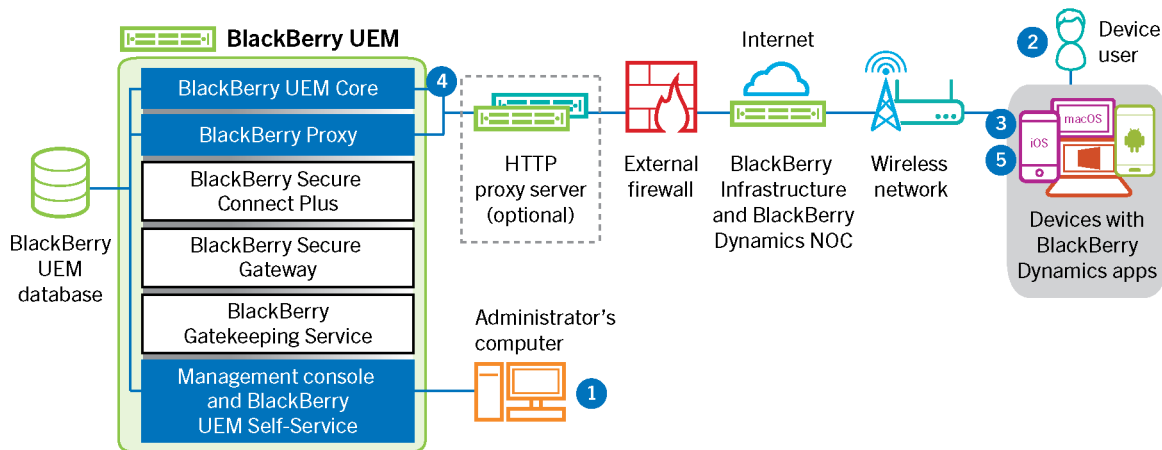 BlackBerry UEM
BlackBerry UEM Core
BlackBerry Proxy
BlackBerry Secure
Connect Plus
BlackBerry Secure
Gateway
BlackBerry
Gatekeeping Service
Management console
and BlackBerry
UEM Self-Service
BlackBerry
UEM
database
4
HTTP
proxy server
(optional)
External
firewall
Internet
BlackBerry
Infrastructure
and BlackBerry
Dynamics NOC
Wireless
network
2
Device
user
3
5
iOS
macOS
Devices with
BlackBerry
Dynamics apps
Administrator's
computer
1